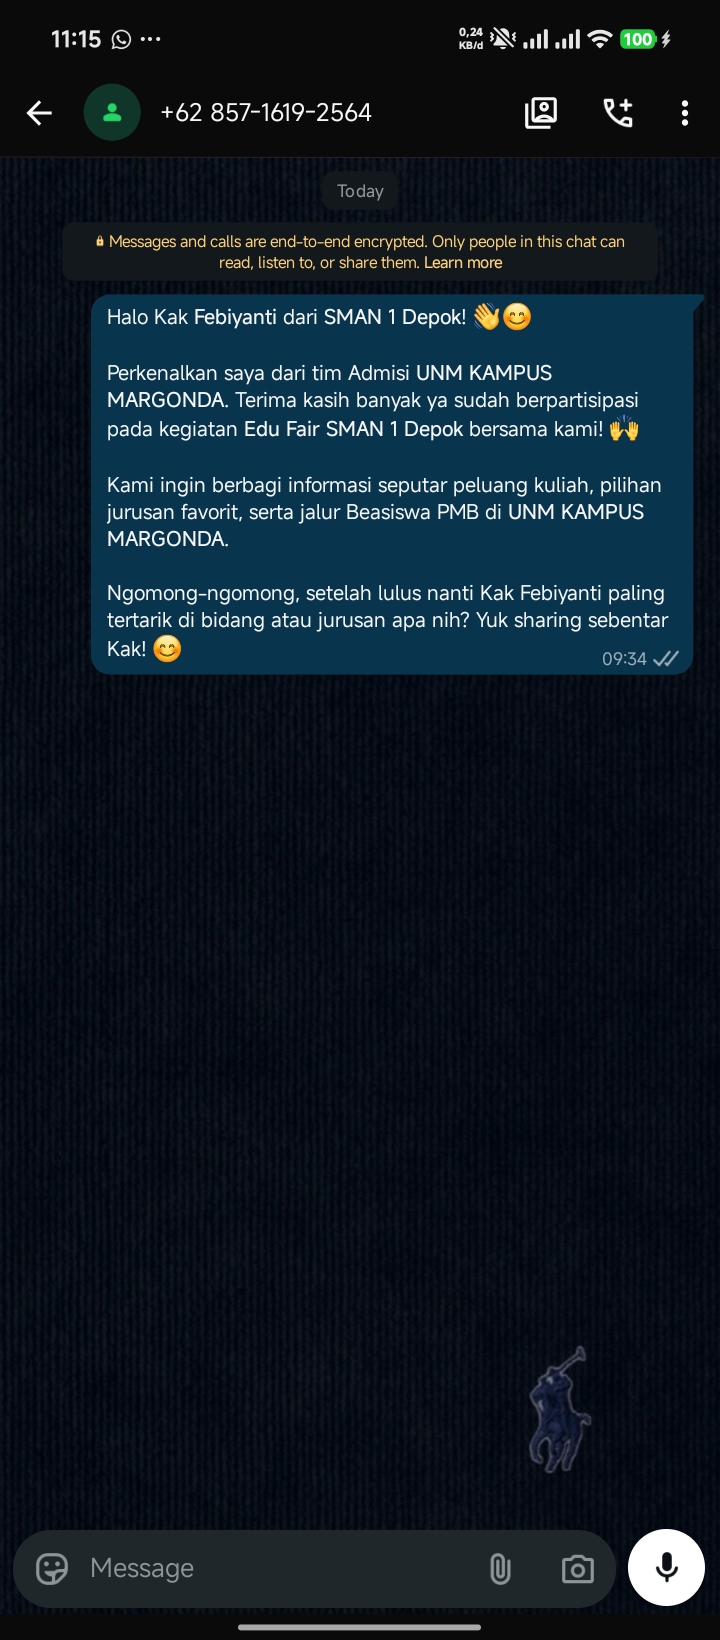 11:15
0,24
KB/d
100
+62 857-1619-2564
Today
Messages and calls are end-to-end encrypted. Only people in this chat can
read, listen to, or share them. Learn more
Halo Kak Febiyanti dari SMAN 1 Depok! 👋😊
Perkenalkan saya dari tim Admisi UNM KAMPUS
MARGONDA. Terima kasih banyak ya sudah berpartisipasi
pada kegiatan Edu Fair SMAN 1 Depok bersama kami! 🙌
Kami ingin berbagi informasi seputar peluang kuliah, pilihan
jurusan favorit, serta jalur Beasiswa PMB di UNM KAMPUS
MARGONDA.
Ngomong-ngomong, setelah lulus nanti Kak Febiyanti paling
tertarik di bidang atau jurusan apa nih? Yuk sharing sebentar
Kak! 😊
09:34
Message